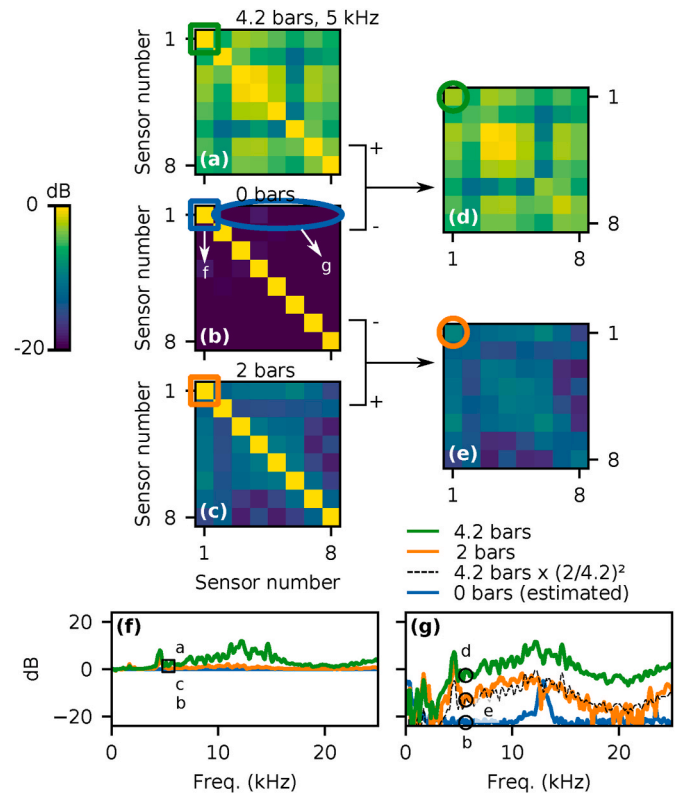 4.2 bars, 5 kHz
1
Sensor number
(a)
8
+
-
1
(d)
8
1
8
dB
0
-20
0 bars
1
Sensor number
f
g
(b)
8
-
+
1
(e)
8
1
8
2 bars
1
Sensor number
(c)
8
1
8
Sensor number
4.2 bars
2 bars
4.2 bars x (2/4.2)²
0 bars (estimated)
(f)
20
0
−20
dB
a
c
b
0
10
20
Freq. (kHz)
(g)
d
e
b
0
10
20
Freq. (kHz)